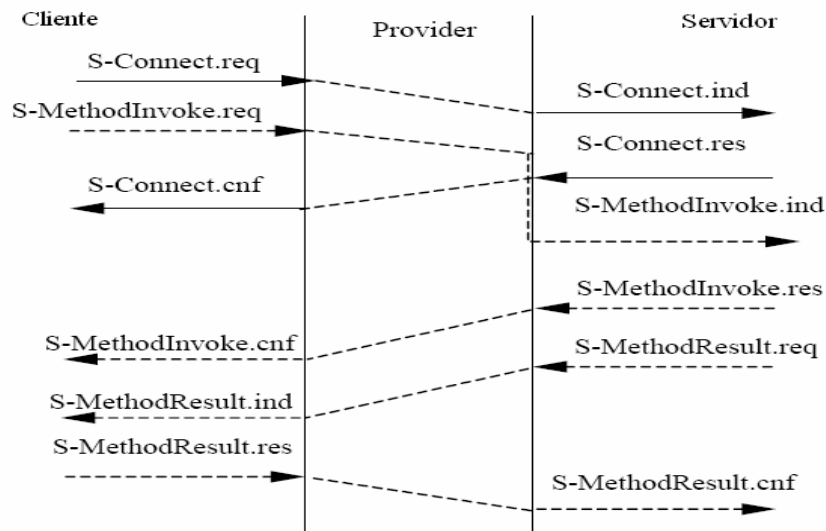 Cliente
Provider
Servidor
S-Connect.req
S-Connect.ind
S-MethodInvoke.req
S-Connect.res
S-Connect.cnf
S-MethodInvoke.ind
S-MethodInvoke.res
S-MethodInvoke.cnf
S-MethodResult.req
S-MethodResult.ind
S-MethodResult.res
S-MethodResult.cnf